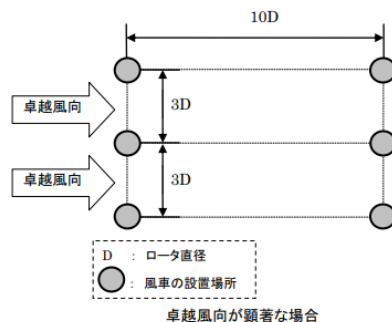 10D
卓越風向
3D
卓越風向
3D
D : ロータ直径
: 風車の設置場所
卓越風向が顕著な場合